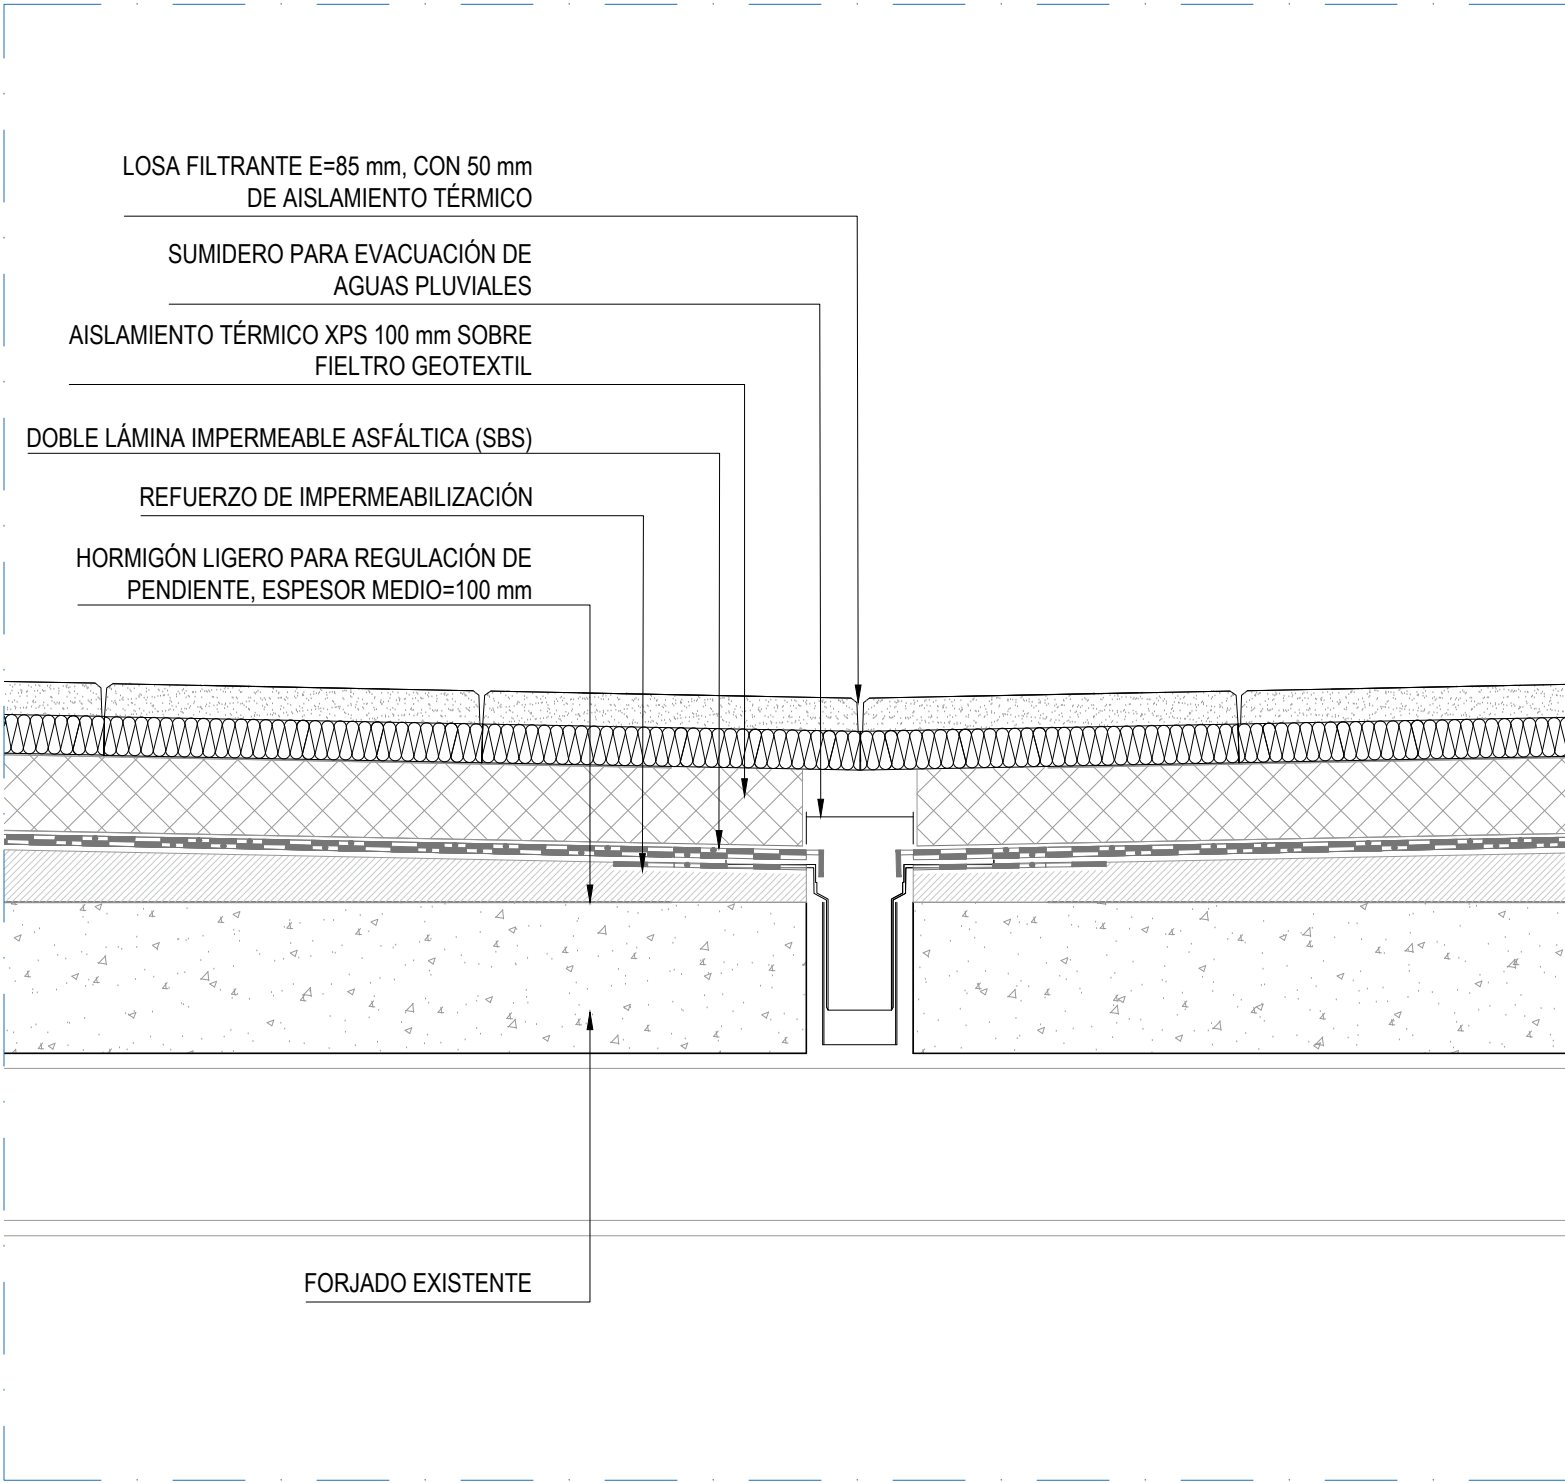 LOSA FILTRANTE E=85 mm, CON 50 mm
DE AISLAMIENTO TÉRMICO
SUMIDERO PARA EVACUACIÓN DE
AGUAS PLUVIALES
AISLAMIENTO TÉRMICO XPS 100 mm SOBRE
FIELTRO GEOTEXTIL
DOBLE LÁMINA IMPERMEABLE ASFÁLTICA (SBS)
REFUERZO DE IMPERMEABILIZACIÓN
HORMIGÓN LIGERO PARA REGULACIÓN DE
PENDIENTE, ESPESOR MEDIO=100 mm
FORJADO EXISTENTE